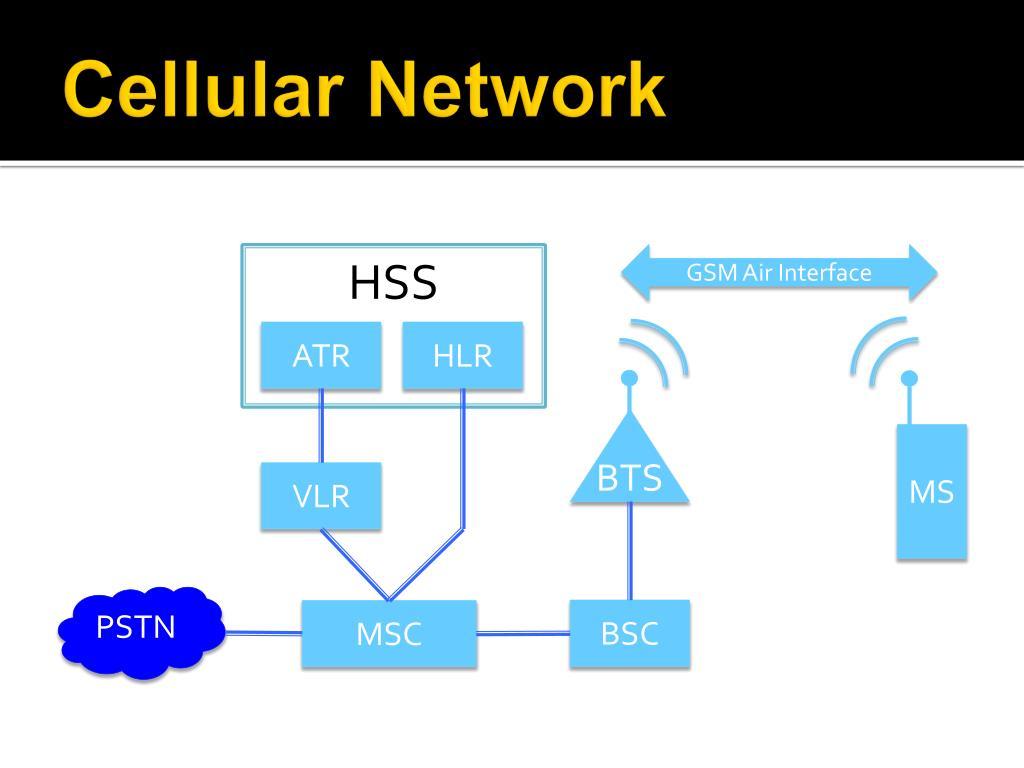 Cellular Network
HSS
GSM Air Interface
ATR
HLR
BTS
VLR
MS
PSTN
MSC
BSC